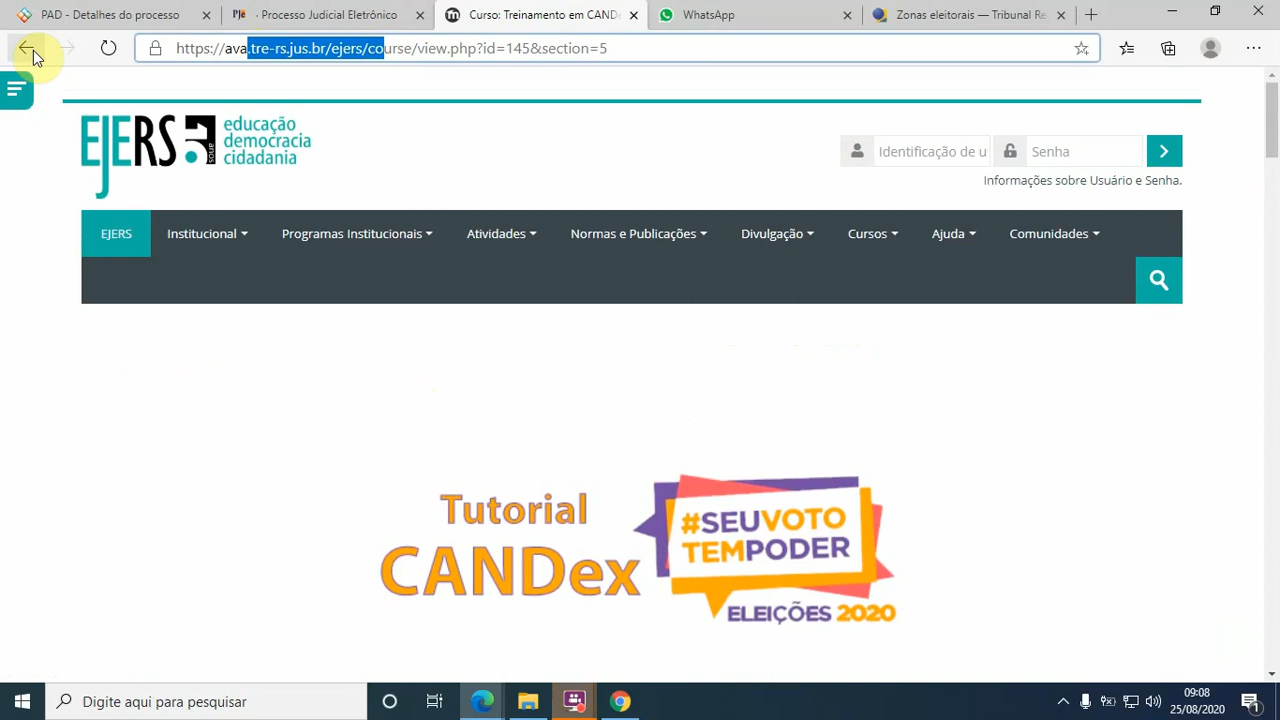 PAD - Detalhes do processo
Processo Judicial Eletrônico
Curso: Treinamento em CAND
WhatsApp
Zonas eleitorais — Tribunal Re
https://ava.tre-rs.jus.br/ejers/course/view.php?id=145&section=5
EJERS
anos
educação
democracia
cidadania
Identificação de u
Senha
Informações sobre Usuário e Senha.
EJERS
Institucional
Programas Institucionais
Atividades
Normas e Publicações
Divulgação
Cursos
Ajuda
Comunidades
Tutorial
CANDex
#SEUVOTO
TEMPODER
ELEIÇÕES 2020
Digite aqui para pesquisar
09:08
25/08/2020
1